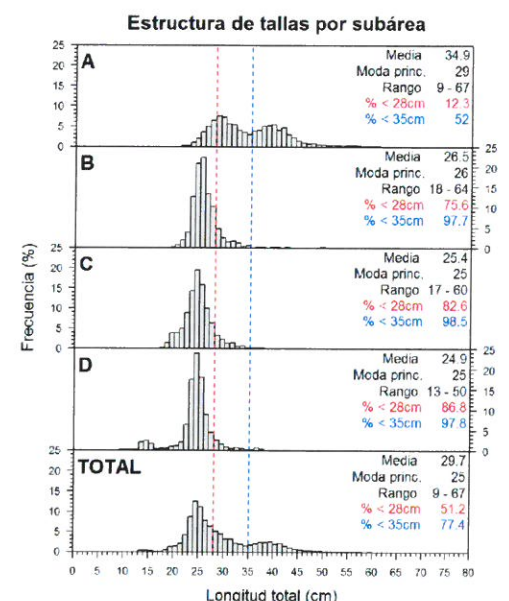 Estructura de tallas por subárea
25
20
15
10
5
0
A
Media 34.9
Moda princ. 29
Rango 9 - 67
% < 28cm 12.3
% < 35cm 52
B
Media 26.5
Moda princ. 26
Rango 18 - 64
% < 28cm 75.6
% < 35cm 97.7
25
20
15
10
5
0
25
20
15
10
5
0
C
Media 25.4
Moda princ. 25
Rango 17 - 60
% < 28cm 82.6
% < 35cm 98.5
D
Media 24.9
Moda princ. 25
Rango 13 - 50
% < 28cm 86.8
% < 35cm 97.8
25
20
15
10
5
0
25
20
15
10
5
0
TOTAL
Media 29.7
Moda princ. 25
Rango 9 - 67
% < 28cm 51.2
% < 35cm 77.4
0 5 10 15 20 25 30 35 40 45 50 55 60 65 70 75 80
Longitud total (cm)
Frecuencia (%)